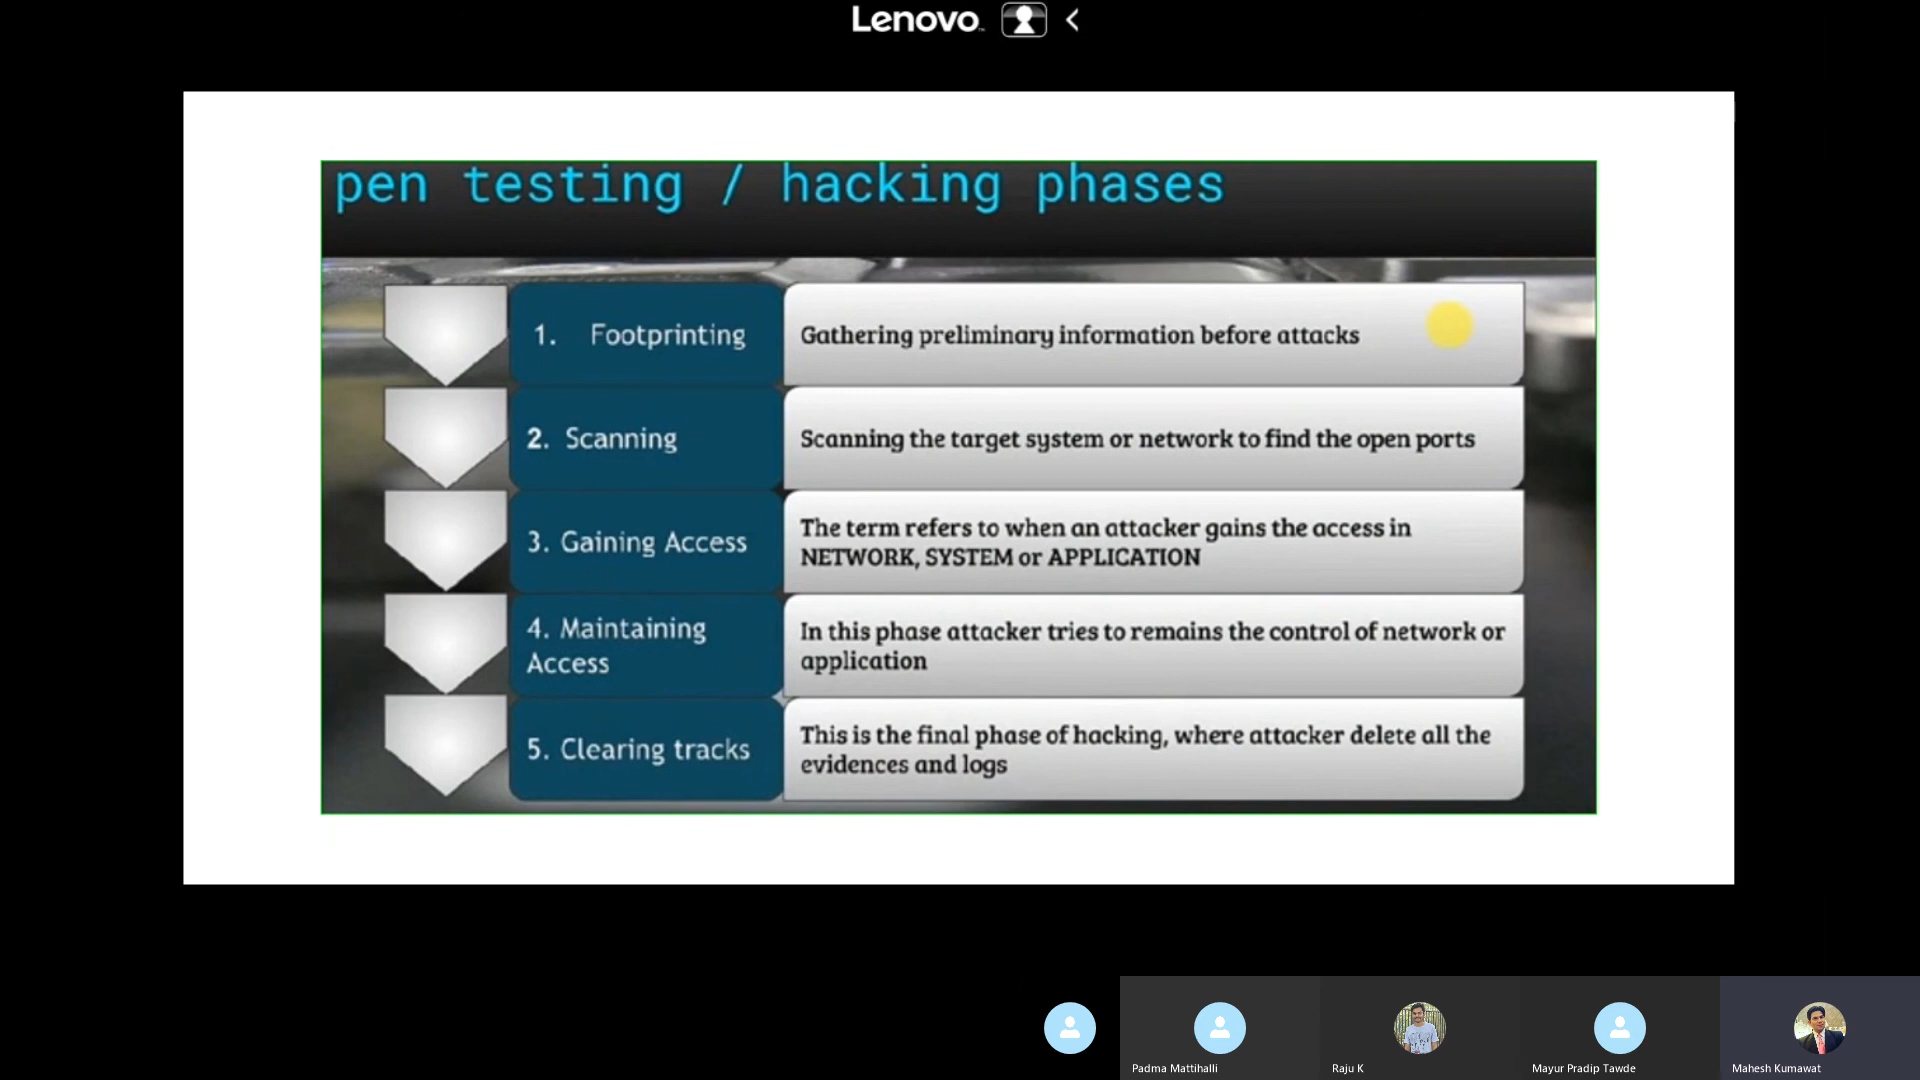 Lenovo
pen testing / hacking phases
1. Footprinting
Gathering preliminary information before attacks
2. Scanning
Scanning the target system or network to find the open ports
3. Gaining Access
The term refers to when an attacker gains the access in
NETWORK, SYSTEM or APPLICATION
4. Maintaining
Access
In this phase attacker tries to remains the control of network or
application
5. Clearing tracks
This is the final phase of hacking, where attacker delete all the
evidences and logs
Padma Mattihalli
Raju K
Mayur Pradip Tawde
Mahesh Kumawat